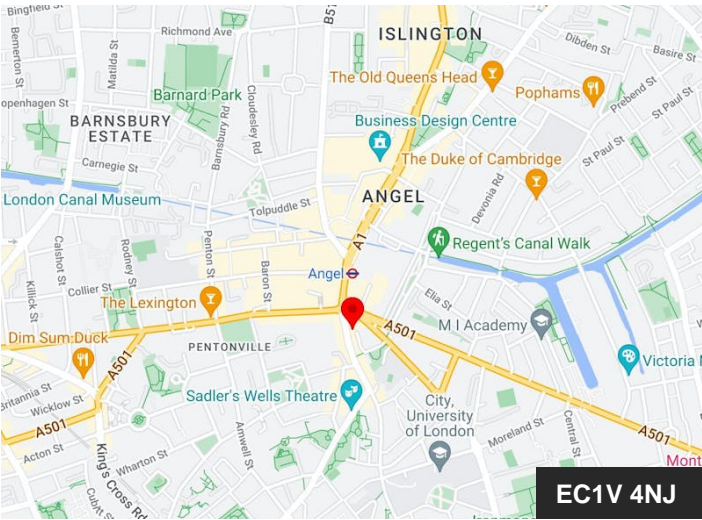 Bingfield St
Richmond Ave
B51
ISLINGTON
Dibden St
Basire St
Bemerton St
Matilda St
The Old Queens Head
Pophams
Prebend St
St Paul St
openhagen St
Barnard Park
Barnsbury Rd
Cloudesley Rd
BARNSBURY
ESTATE
Business Design Centre
The Duke of Cambridge
St Paul St
Carnegie St
ANGEL
Devonia Rd
London Canal Museum
Tolpuddle St
A1
Regent's Canal Walk
Calshot St
Rodney St
Penton St
Baron St
Angel
Killick St
Collier St
The Lexington
Elia St
M I Academy
A501
Dim Sum Duck
PENTONVILLE
A501
Victoria M
Sadler's Wells Theatre
City,
University
of London
Britannia St
Wicklow St
A501
Acton St
Amwell St
Moreland St
Central St
A501
King's Cross Rd
Wharton St
Cubitt St
Mont
Ironmong
EC1V 4NJ